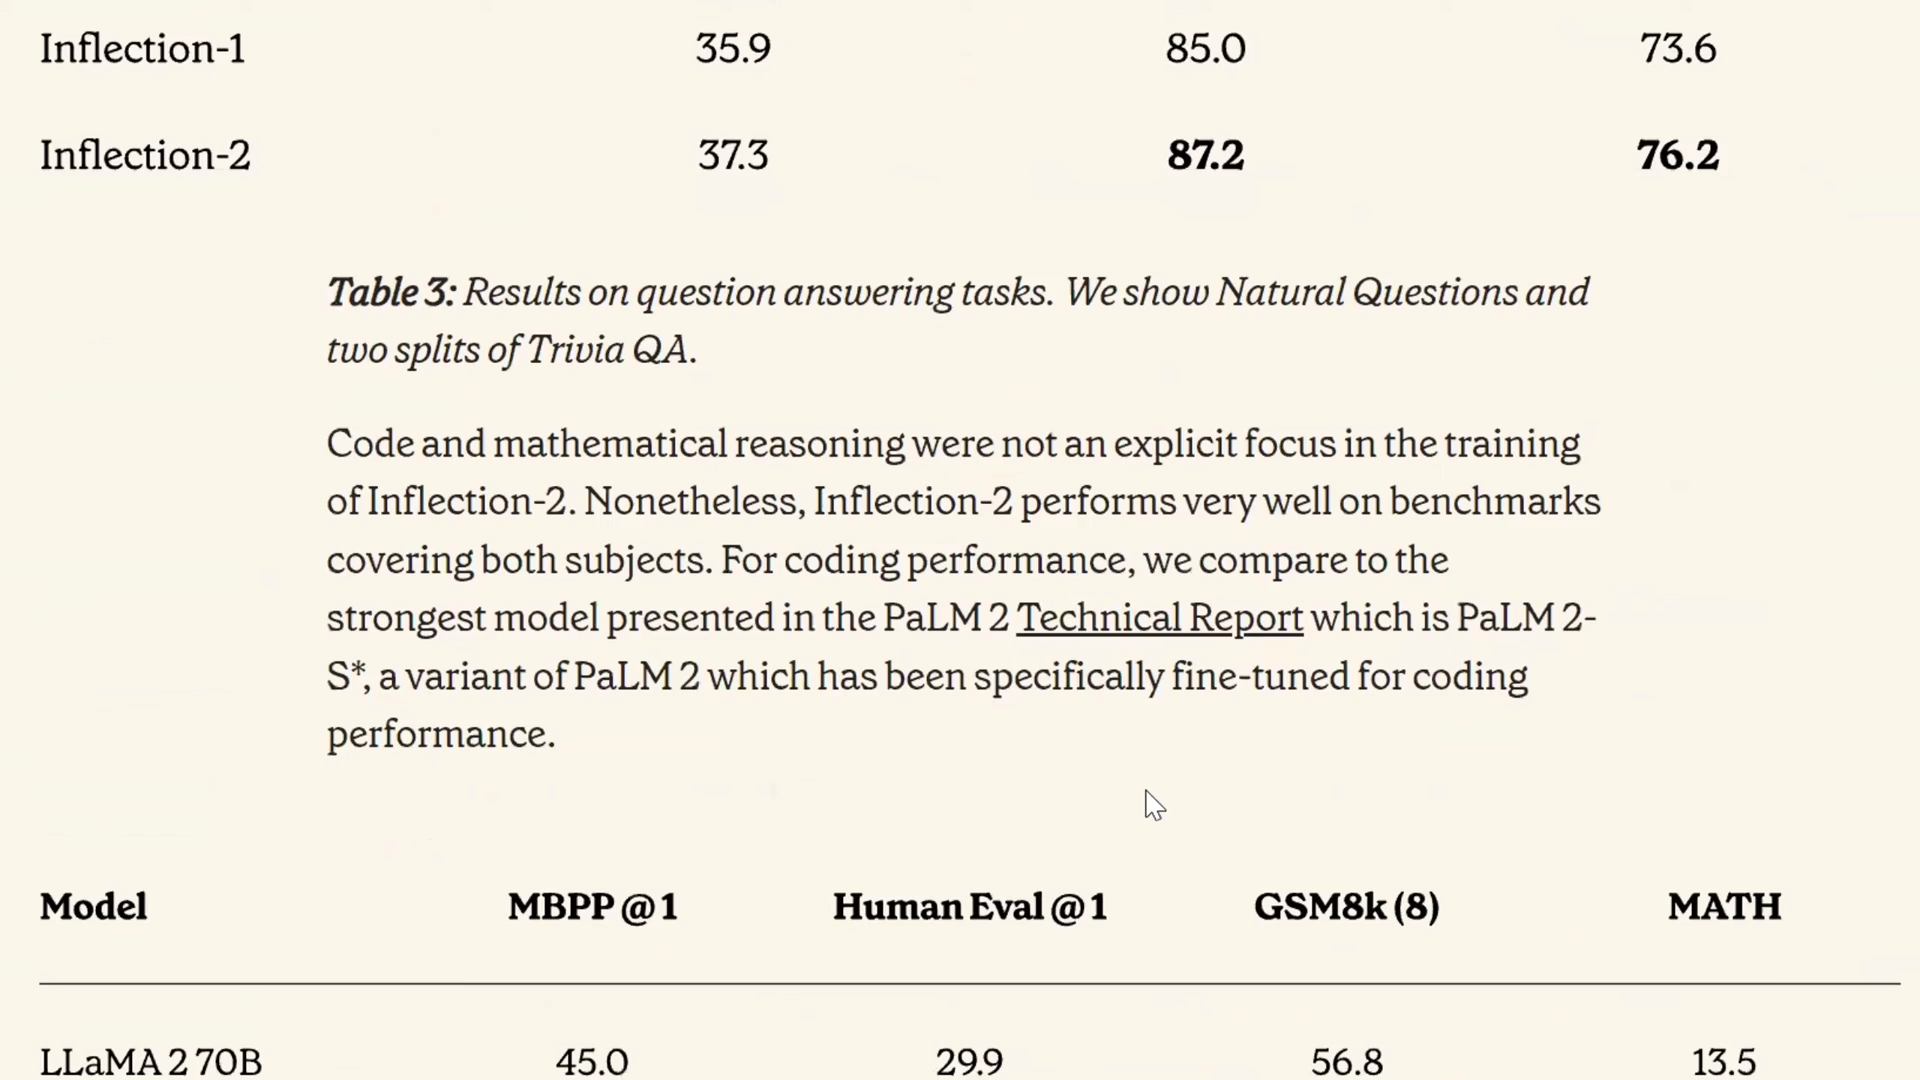 Inflection-1 35.9 85.0 73.6
Inflection-2 37.3 87.2 76.2
Table 3: Results on question answering tasks. We show Natural Questions and
two splits of Trivia QA.
Code and mathematical reasoning were not an explicit focus in the training
of Inflection-2. Nonetheless, Inflection-2 performs very well on benchmarks
covering both subjects. For coding performance, we compare to the
strongest model presented in the PaLM 2 Technical Report which is PaLM 2-
S*, a variant of PaLM 2 which has been specifically fine-tuned for coding
performance.
Model MBPP @ 1 Human Eval @ 1 GSM8k (8) MATH
LLaMA 2 70B 45.0 29.9 56.8 13.5